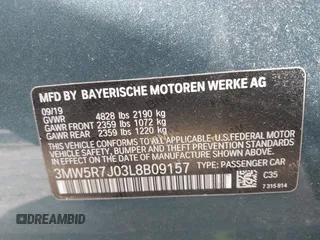 MFD BY BAYERISCHE MOTOREN WERKE AG
09/19
GVWR 4828 lbs 2190 kg
GAWR FRONT 2359 lbs 1072 kg
GAWR REAR 2359 lbs 1220 kg
THIS VEHICLE CONFORMS TO ALL APPLICABLE U.S. FEDERAL
MOTOR VEHICLE SAFETY, BUMPER, AND THEFT PREVENTION
STANDARDS IN EFFECT ON THE DATE OF MANUFACTURE
SHOWN ABOVE.
3MW5R7J03L8B09157 TYPE: PASSENGER CAR
C35
7 315 814
DREAMBID